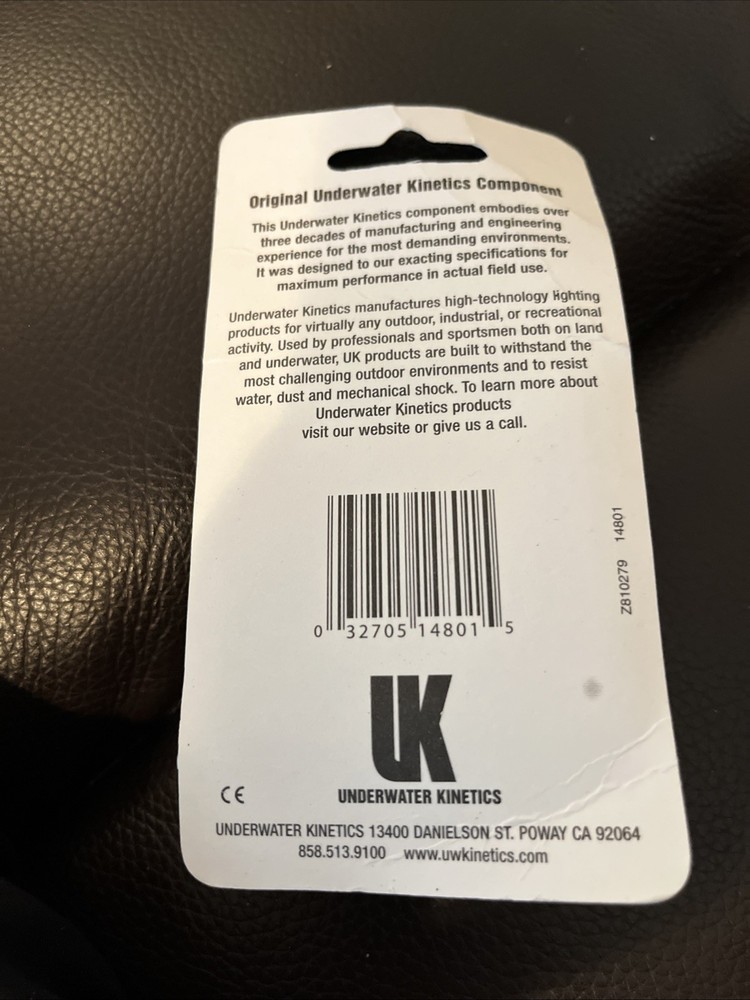 Original Underwater Kinetics Component
This Underwater Kinetics component embodies over
three decades of manufacturing and engineering
experience for the most demanding environments.
It was designed to our exacting specifications for
maximum performance in actual field use.
Underwater Kinetics manufactures high-technology lighting
products for virtually any outdoor, industrial, or recreational
activity. Used by professionals and sportsmen both on land
and underwater, UK products are built to withstand the
most challenging outdoor environments and to resist
water, dust and mechanical shock. To learn more about
Underwater Kinetics products
visit our website or give us a call.
Z810279 14801
0 32705 14801 5
UK
CE
UNDERWATER KINETICS
UNDERWATER KINETICS 13400 DANIELSON ST. POWAY CA 92064
858.513.9100 www.uwkinetics.com